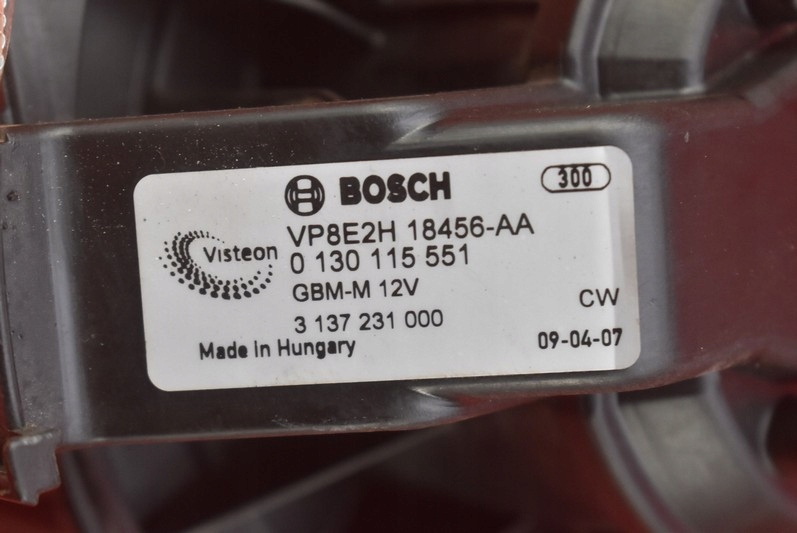 BOSCH 300
Visteon VP8E2H 18456-AA
0 130 115 551
GBM-M 12V
CW
3 137 231 000
Made in Hungary 09-04-07